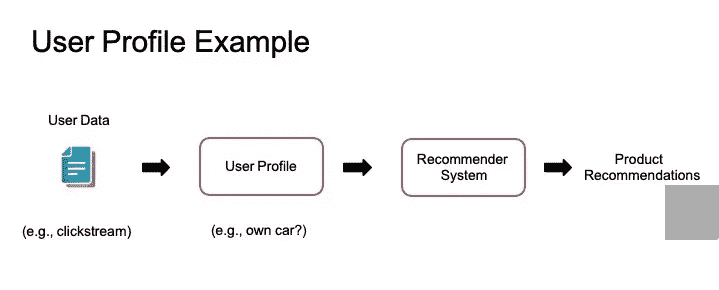 User Profile Example
User Data
User Profile
Recommender
System
Product
Recommendations
(e.g., clickstream)
(e.g., own car?)